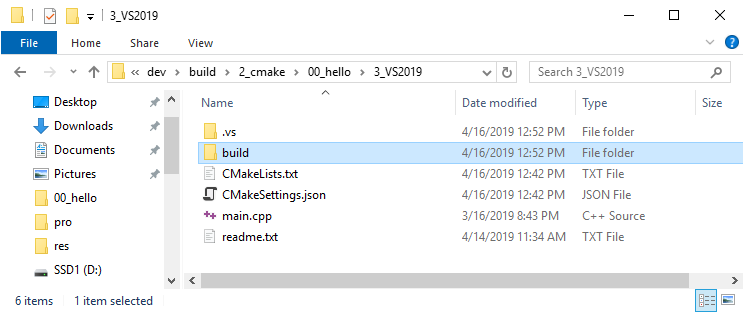 3_VS2019
File Home Share View
« dev build 2_cmake 00_hello 3_VS2019 Search 3_VS2019
Desktop
Downloads
Documents
Pictures
00_hello
pro
res
SSD1 (D:)
Name Date modified Type Size
.vs 4/16/2019 12:52 PM File folder
build 4/16/2019 12:52 PM File folder
CMakeLists.txt 4/16/2019 12:42 PM TXT File
CMakeSettings.json 4/16/2019 12:42 PM JSON File
main.cpp 3/16/2019 8:43 PM C++ Source
readme.txt 4/14/2019 11:34 AM TXT File
6 items 1 item selected